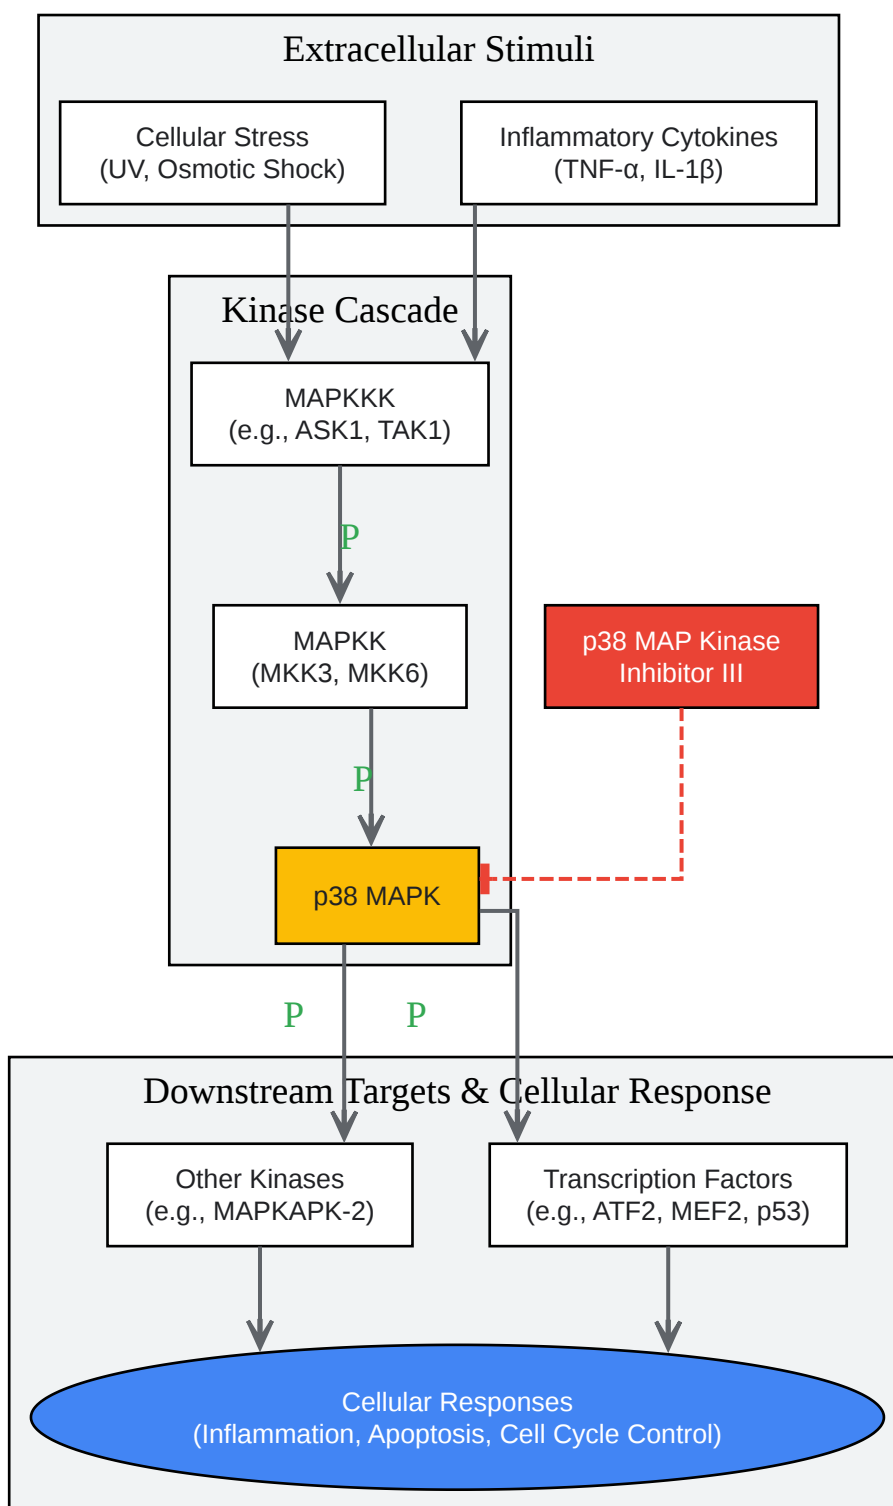 Extracellular Stimuli
Cellular Stress
(UV, Osmotic Shock)
Inflammatory Cytokines
(TNF-α, IL-1β)
Kinase Cascade
MAPKKK
(e.g., ASK1, TAK1)
P
MAPKK
(MKK3, MKK6)
p38 MAP Kinase
Inhibitor III
P
p38 MAPK
P
P
Downstream Targets & Cellular Response
Other Kinases
(e.g., MAPKAPK-2)
Transcription Factors
(e.g., ATF2, MEF2, p53)
Cellular Responses
(Inflammation, Apoptosis, Cell Cycle Control)